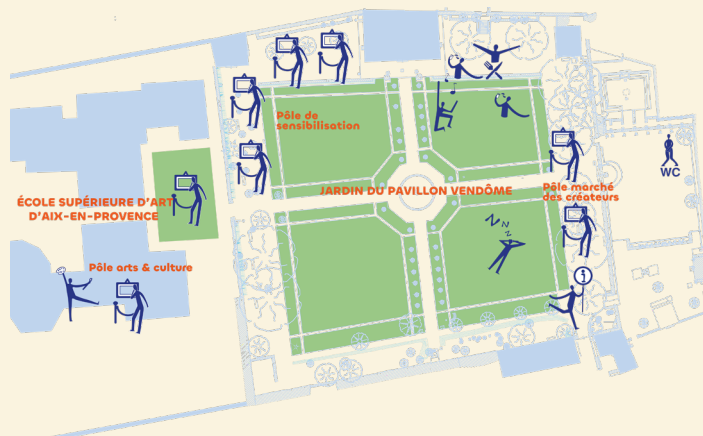 Pôle de
sensibilisation
JARDIN DU PAVILLON VENDÔME
Pôle marché
des créateurs
WC
ÉCOLE SUPÉRIEURE D'ART
D'AIX-EN-PROVENCE
Pôle arts & culture
Z
Z
Z
i